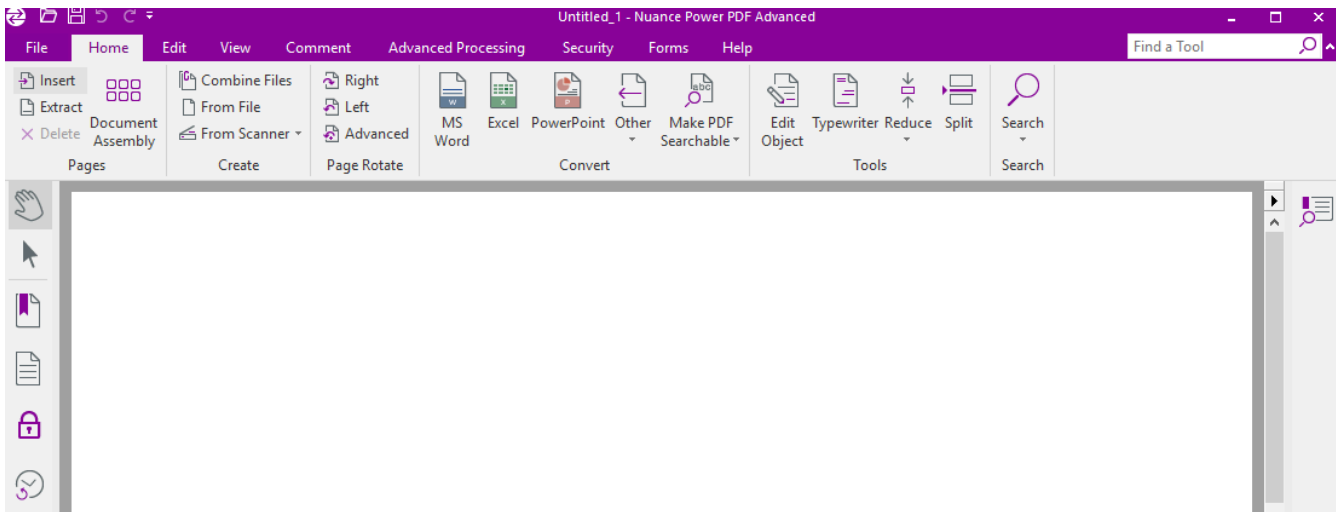 Untitled_1 - Nuance Power PDF Advanced
File Home Edit View Comment Advanced Processing Security Forms Help Find a Tool
Insert
Extract
Delete
Document
Assembly
Pages
Combine Files
From File
From Scanner
Create
Right
Left
Advanced
Page Rotate
W
MS
Word
X
Excel
P
PowerPoint
Other
abc
Make PDF
Searchable
Convert
Edit
Object
Typewriter
Reduce
Split
Tools
Search
Search